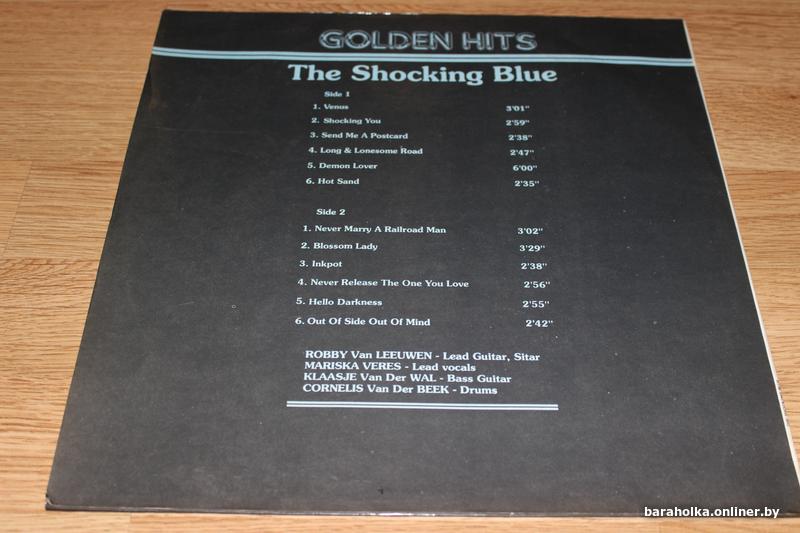 GOLDEN HITS
The Shocking Blue
Side 1
1. Venus 3'01"
2. Shocking You 2'59"
3. Send Me A Postcard 2'38"
4. Long & Lonesome Road 2'47"
5. Demon Lover 6'00"
6. Hot Sand 2'35"
Side 2
1. Never Marry A Railroad Man 3'02"
2. Blossom Lady 3'29"
3. Inkpot 2'38"
4. Never Release The One You Love 2'56"
5. Hello Darkness 2'55"
6. Out Of Side Out Of Mind 2'42"
ROBBY Van LEEUWEN - Lead Guitar, Sitar
MARISKA VERES - Lead vocals
KLAASJE Van Der WAL - Bass Guitar
CORNELIS Van Der BEEK - Drums
baraholka.onliner.by